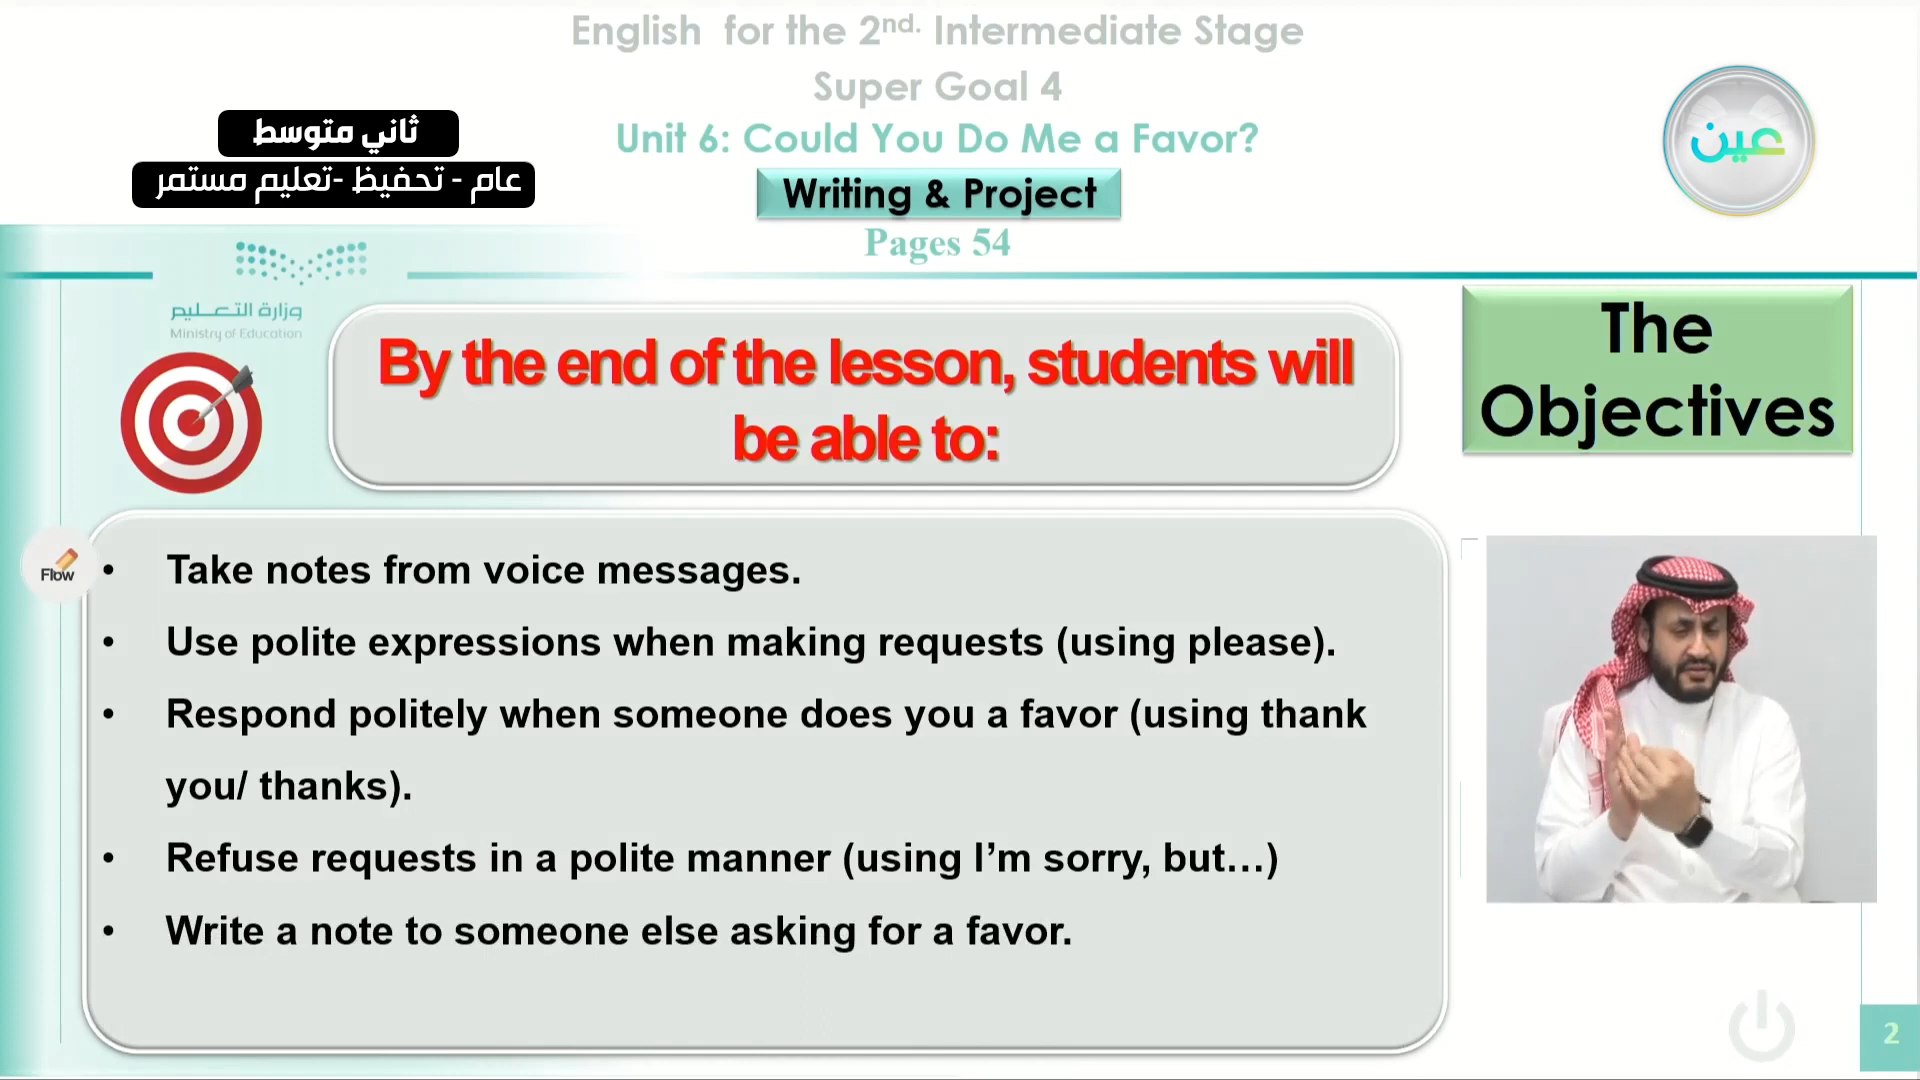 English for the 2nd. Intermediate Stage
Super Goal 4
Unit 6: Could You Do Me a Favor?
Writing & Project
Pages 54
ثاني متوسط
عام - تحفيظ -تعليم مستمر
عين
وزارة التعليم
Ministry of Education
By the end of the lesson, students will
be able to:
The
Objectives
Flow
• Take notes from voice messages.
• Use polite expressions when making requests (using please).
• Respond politely when someone does you a favor (using thank
you/ thanks).
• Refuse requests in a polite manner (using I’m sorry, but…)
• Write a note to someone else asking for a favor.
2